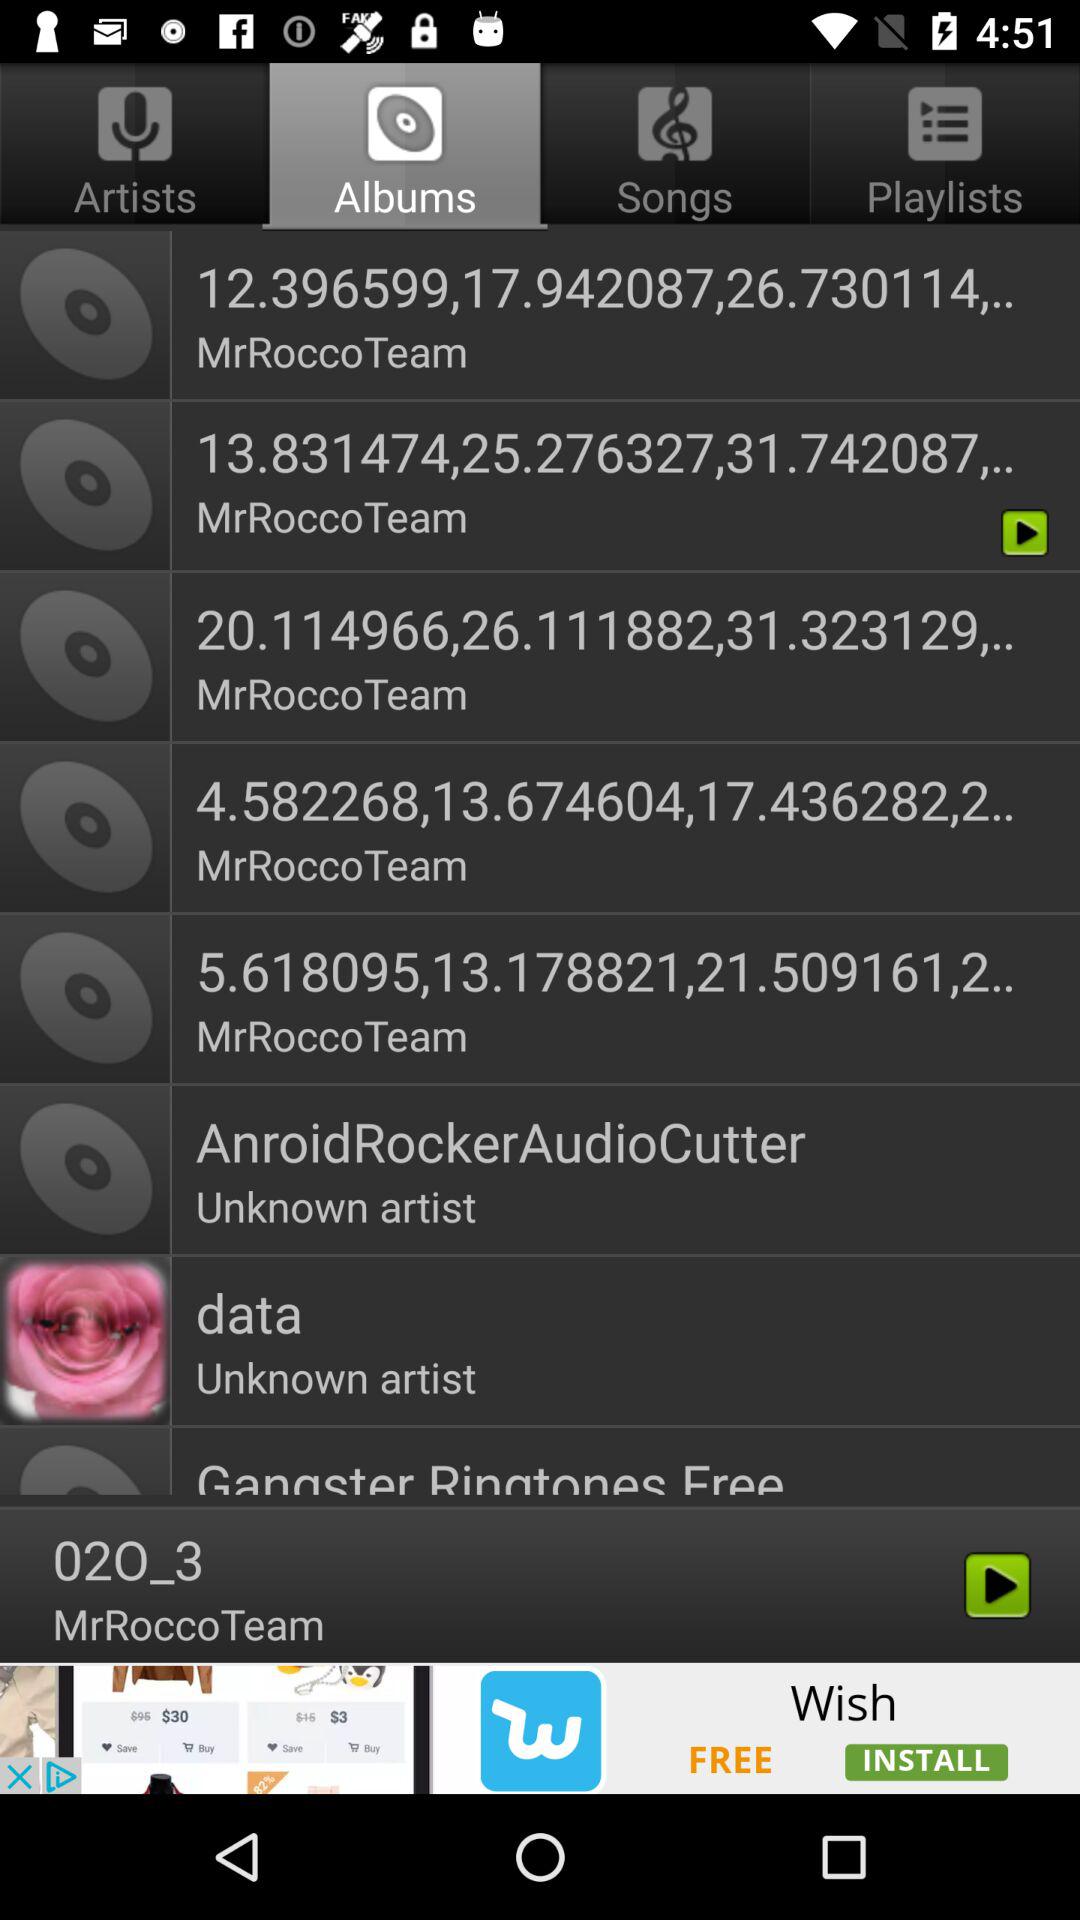 FAKE
4:51
Artists
Albums
Songs
Playlists
12.396599,17.942087,26.730114,..
MrRoccoTeam
13.831474,25.276327,31.742087,..
MrRoccoTeam
20.114966,26.111882,31.323129,..
MrRoccoTeam
4.582268,13.674604,17.436282,2..
MrRoccoTeam
5.618095,13.178821,21.509161,2..
MrRoccoTeam
AnroidRockerAudioCutter
Unknown artist
data
Unknown artist
Gangster Ringtones Free
02O_3
MrRoccoTeam
$95 $30 $15 $3
Save Buy Save Buy
82%
Wish
FREE INSTALL